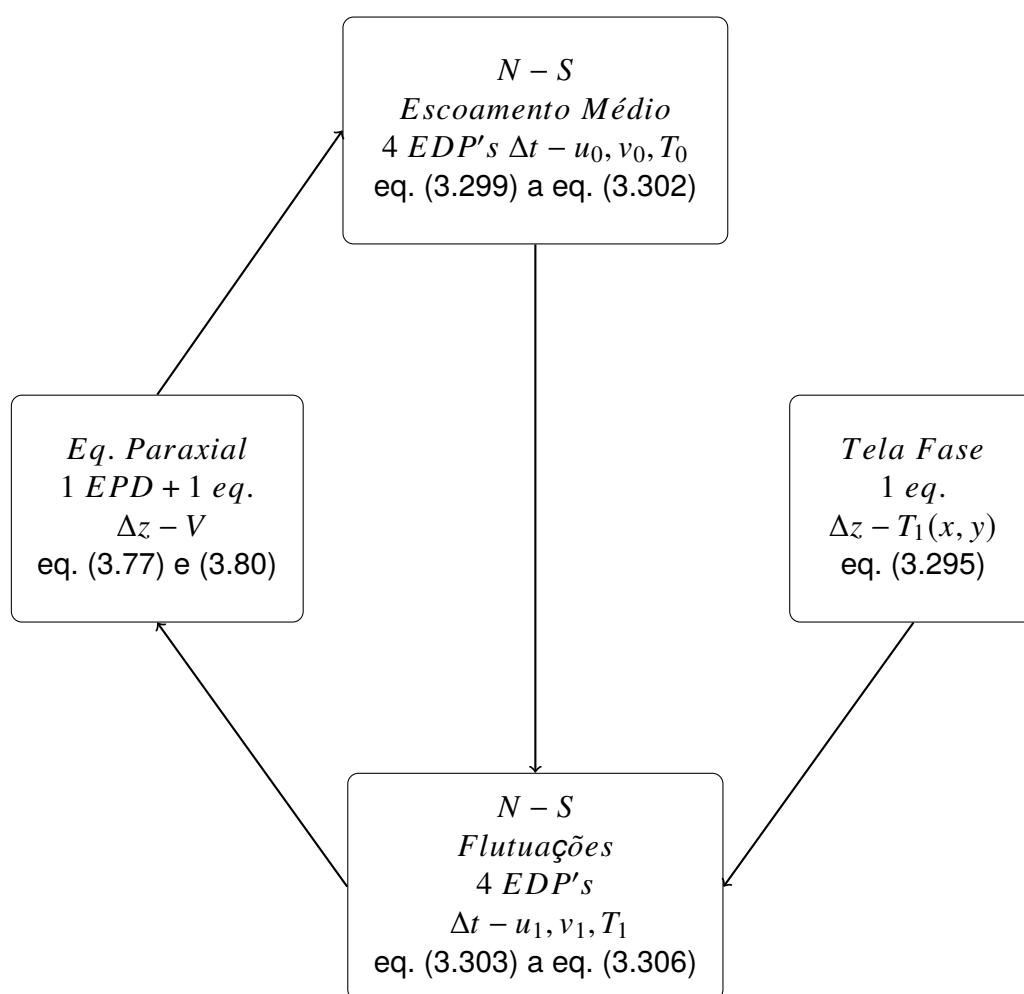 N − S
Escoamento Médio
4 EDP′s Δt − u₀, v₀, T₀
eq. (3.299) a eq. (3.302)
Eq. Paraxial
1 EPD + 1 eq.
Δz − V
eq. (3.77) e (3.80)
Tela Fase
1 eq.
Δz − T₁(x, y)
eq. (3.295)
N − S
Flutuações
4 EDP′s
Δt − u₁, v₁, T₁
eq. (3.303) a eq. (3.306)